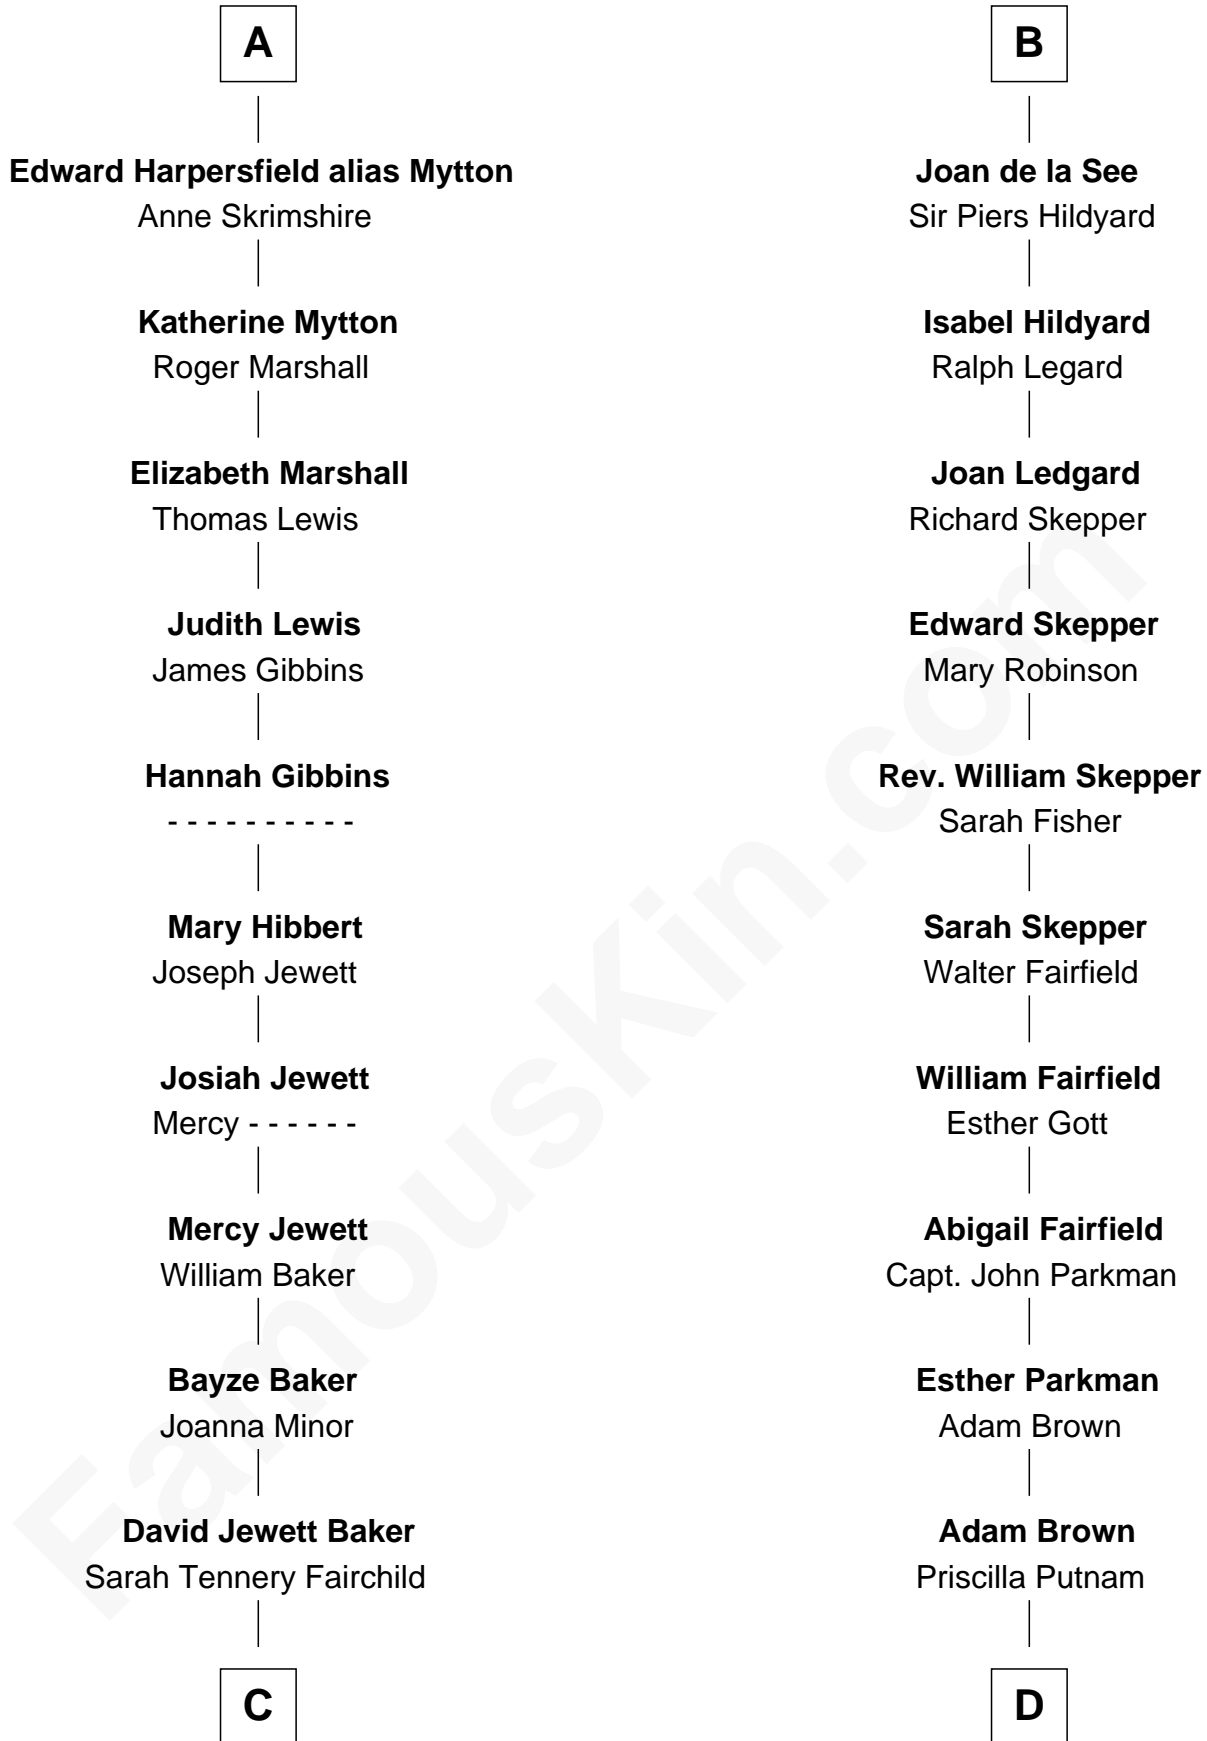 A
Edward Harpersfield alias Mytton
Anne Skrimshire
Katherine Mytton
Roger Marshall
Elizabeth Marshall
Thomas Lewis
Judith Lewis
James Gibbins
Hannah Gibbins
- - - - - - - - - -
Mary Hibbert
Joseph Jewett
Josiah Jewett
Mercy - - - - - -
Mercy Jewett
William Baker
Bayze Baker
Joanna Minor
David Jewett Baker
Sarah Tennery Fairchild
C
B
Joan de la See
Sir Piers Hildyard
Isabel Hildyard
Ralph Legard
Joan Ledgard
Richard Skepper
Edward Skepper
Mary Robinson
Rev. William Skepper
Sarah Fisher
Sarah Skepper
Walter Fairfield
William Fairfield
Esther Gott
Abigail Fairfield
Capt. John Parkman
Esther Parkman
Adam Brown
Adam Brown
Priscilla Putnam
D
FamousKin.com